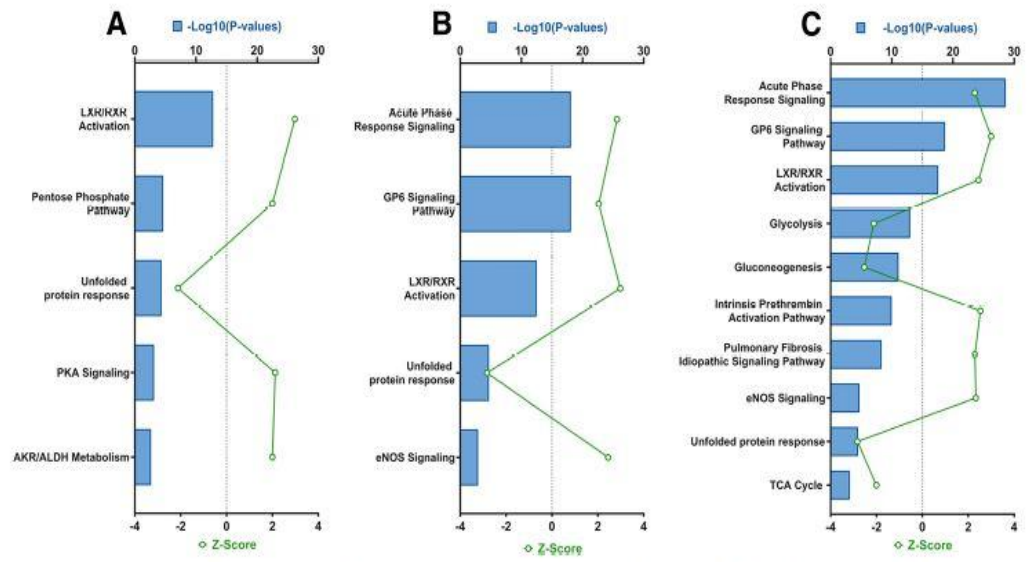 A
-Log10(P-values)
0 10 20 30
LXR/RXR
Activation
Pentose Phosphate
Pathway
Unfolded
protein response
PKA Signaling
AKR/ALDH Metabolism
-4 -2 0 2 4
Z-Score
B
-Log10(P-values)
0 10 20 30
Acute Phase
Response Signaling
GP6 Signaling
Pathway
LXR/RXR
Activation
Unfolded
protein response
eNOS Signaling
-4 -2 0 2 4
Z-Score
C
-Log10(P-values)
0 10 20 30
Acute Phase
Response Signaling
GP6 Signaling
Pathway
LXR/RXR
Activation
Glycolysis
Gluconeogenesis
Intrinsic Prethrembin
Activation Pathway
Pulmonary Fibrosis
Idiopathic Signaling Pathway
eNOS Signaling
Unfolded protein response
TCA Cycle
-4 -2 0 2 4
Z-Score